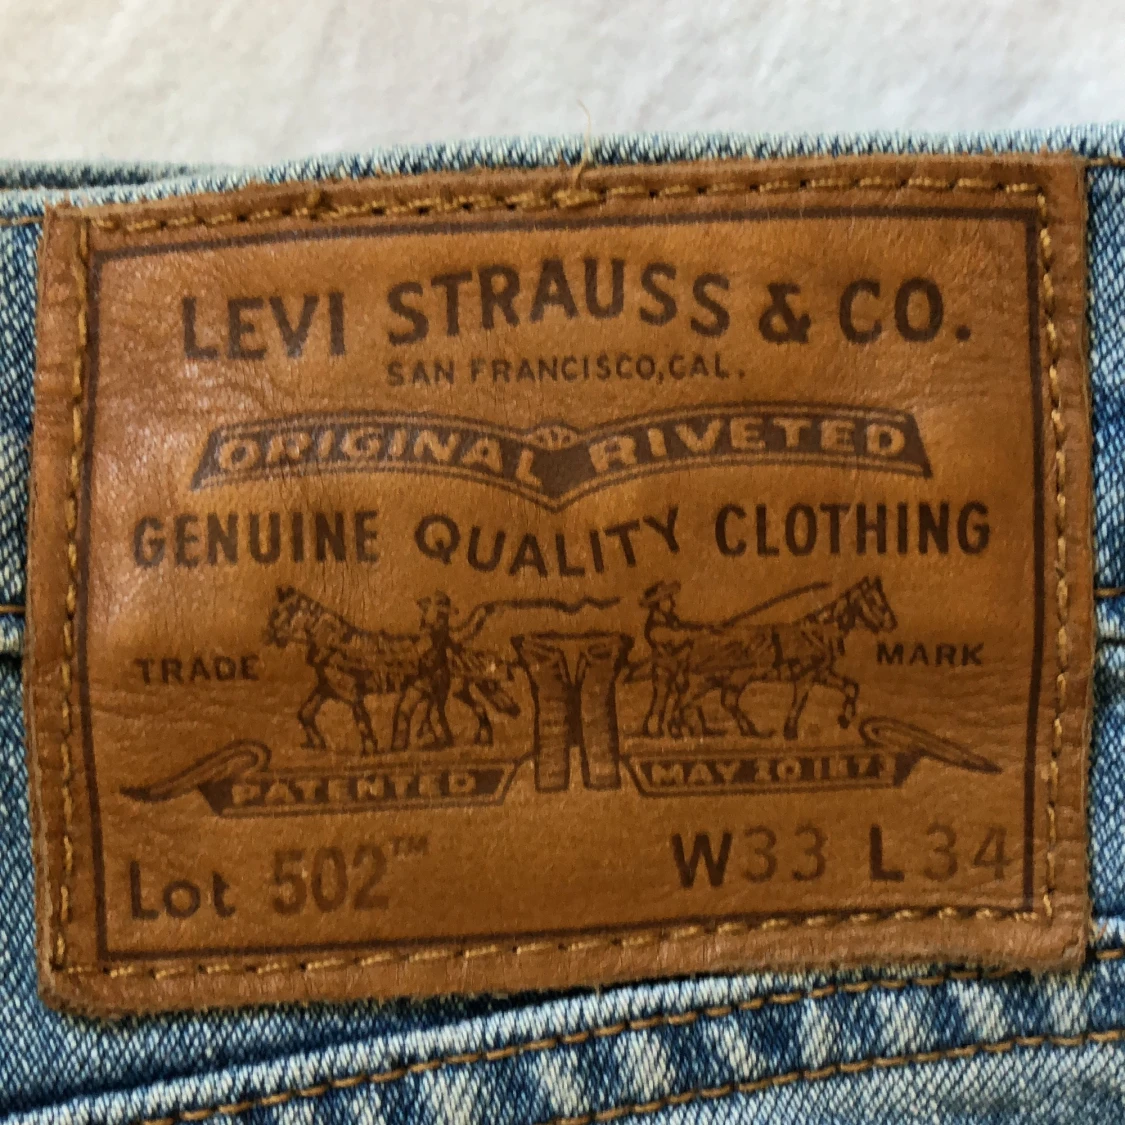 LEVI STRAUSS & CO.
SAN FRANCISCO, CAL.
ORIGINAL RIVETED
GENUINE QUALITY CLOTHING
TRADE MARK
PATENTED MAY 20 1873
Lot 502™ W33 L34